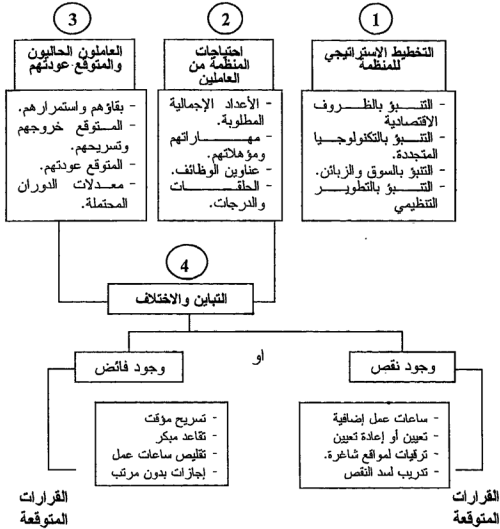 1
التخطيط الإستراتيجي
للمنظمة
- التنبؤ بالظروف
الاقتصادية
- التنبؤ بالتكنولوجيا
المتجددة.
- التنبؤ بالسوق والزبائن.
- التنبؤ بالتطوير
التنظيمي
2
احتياجات
المنظمة من
العاملين
- الأعداد الإجمالية
المطلوبة.
- مهاراتهم
ومؤهلاتهم.
- عناوين الوظائف.
- الحلقات
والدرجات.
3
العاملون الحاليون
والمتوقع عودتهم
- بقاؤهم واستمرارهم.
- المتوقع خروجهم
وتسريحهم.
- المتوقع عودتهم.
- معدلات الدوران
المحتملة.
4
التباين والاختلاف
وجود نقص
او
وجود فائض
- ساعات عمل إضافية
- تعيين أو إعادة تعيين
- ترقيات لمواقع شاغرة.
- تدريب لسد النقص
القرارات
المتوقعة
- تسريح مؤقت
- تقاعد مبكر
- تقليص ساعات عمل
- إجازات بدون مرتب
القرارات
المتوقعة